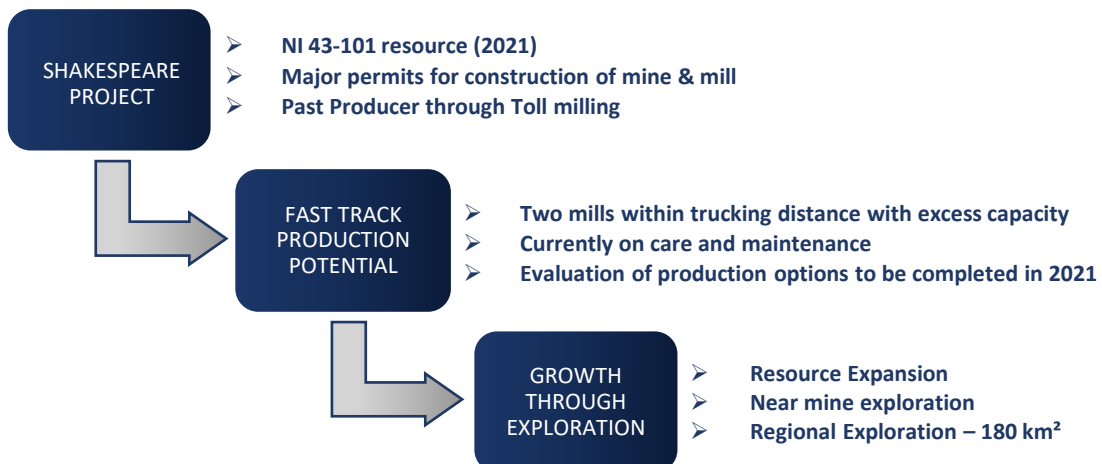 SHAKESPEARE
PROJECT
➢ NI 43-101 resource (2021)
➢ Major permits for construction of mine & mill
➢ Past Producer through Toll milling
FAST TRACK
PRODUCTION
POTENTIAL
➢ Two mills within trucking distance with excess capacity
➢ Currently on care and maintenance
➢ Evaluation of production options to be completed in 2021
GROWTH
THROUGH
EXPLORATION
➢ Resource Expansion
➢ Near mine exploration
➢ Regional Exploration – 180 km²